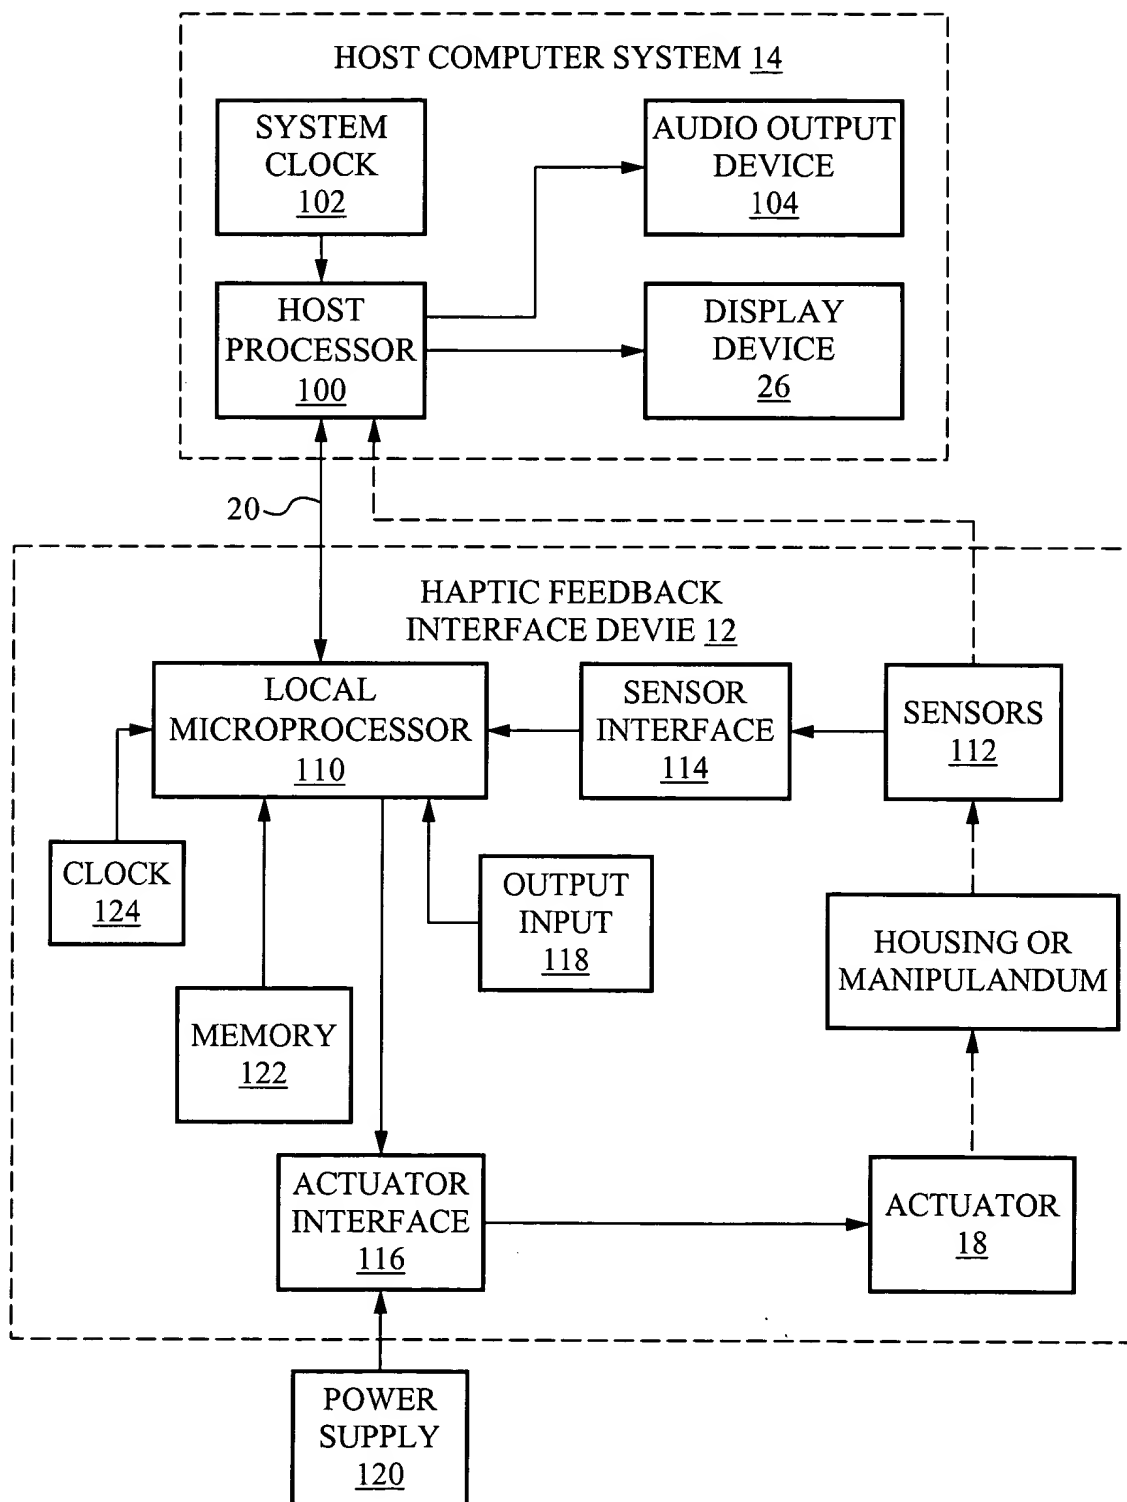 HOST COMPUTER SYSTEM 14
SYSTEM
CLOCK
102
AUDIO OUTPUT
DEVICE
104
HOST
PROCESSOR
100
DISPLAY
DEVICE
26
20
HAPTIC FEEDBACK
INTERFACE DEVIE 12
LOCAL
MICROPROCESSOR
110
SENSOR
INTERFACE
114
SENSORS
112
CLOCK
124
OUTPUT
INPUT
118
HOUSING OR
MANIPULANDUM
MEMORY
122
ACTUATOR
INTERFACE
116
ACTUATOR
18
POWER
SUPPLY
120